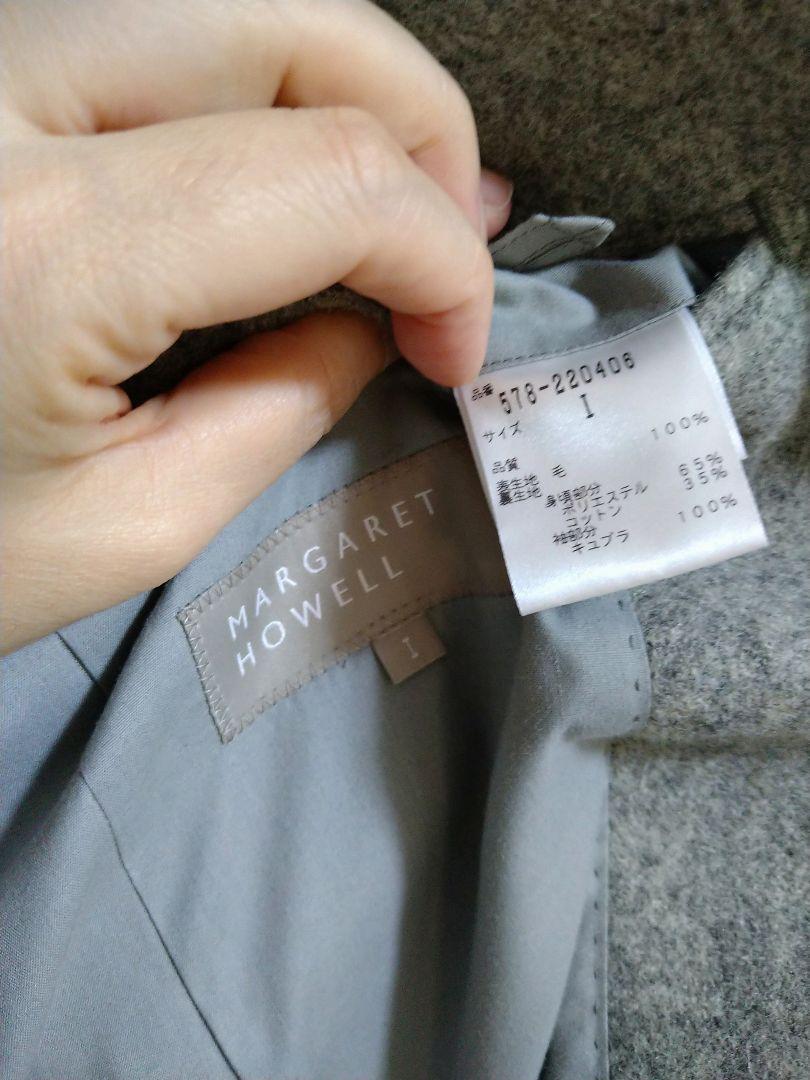 品番 578-220406
サイズ I
品質
表生地 毛 100%
裏生地 身頃部分
ポリエステル 65%
コットン 35%
袖部分
キュプラ 100%
MARGARET
HOWELL
I